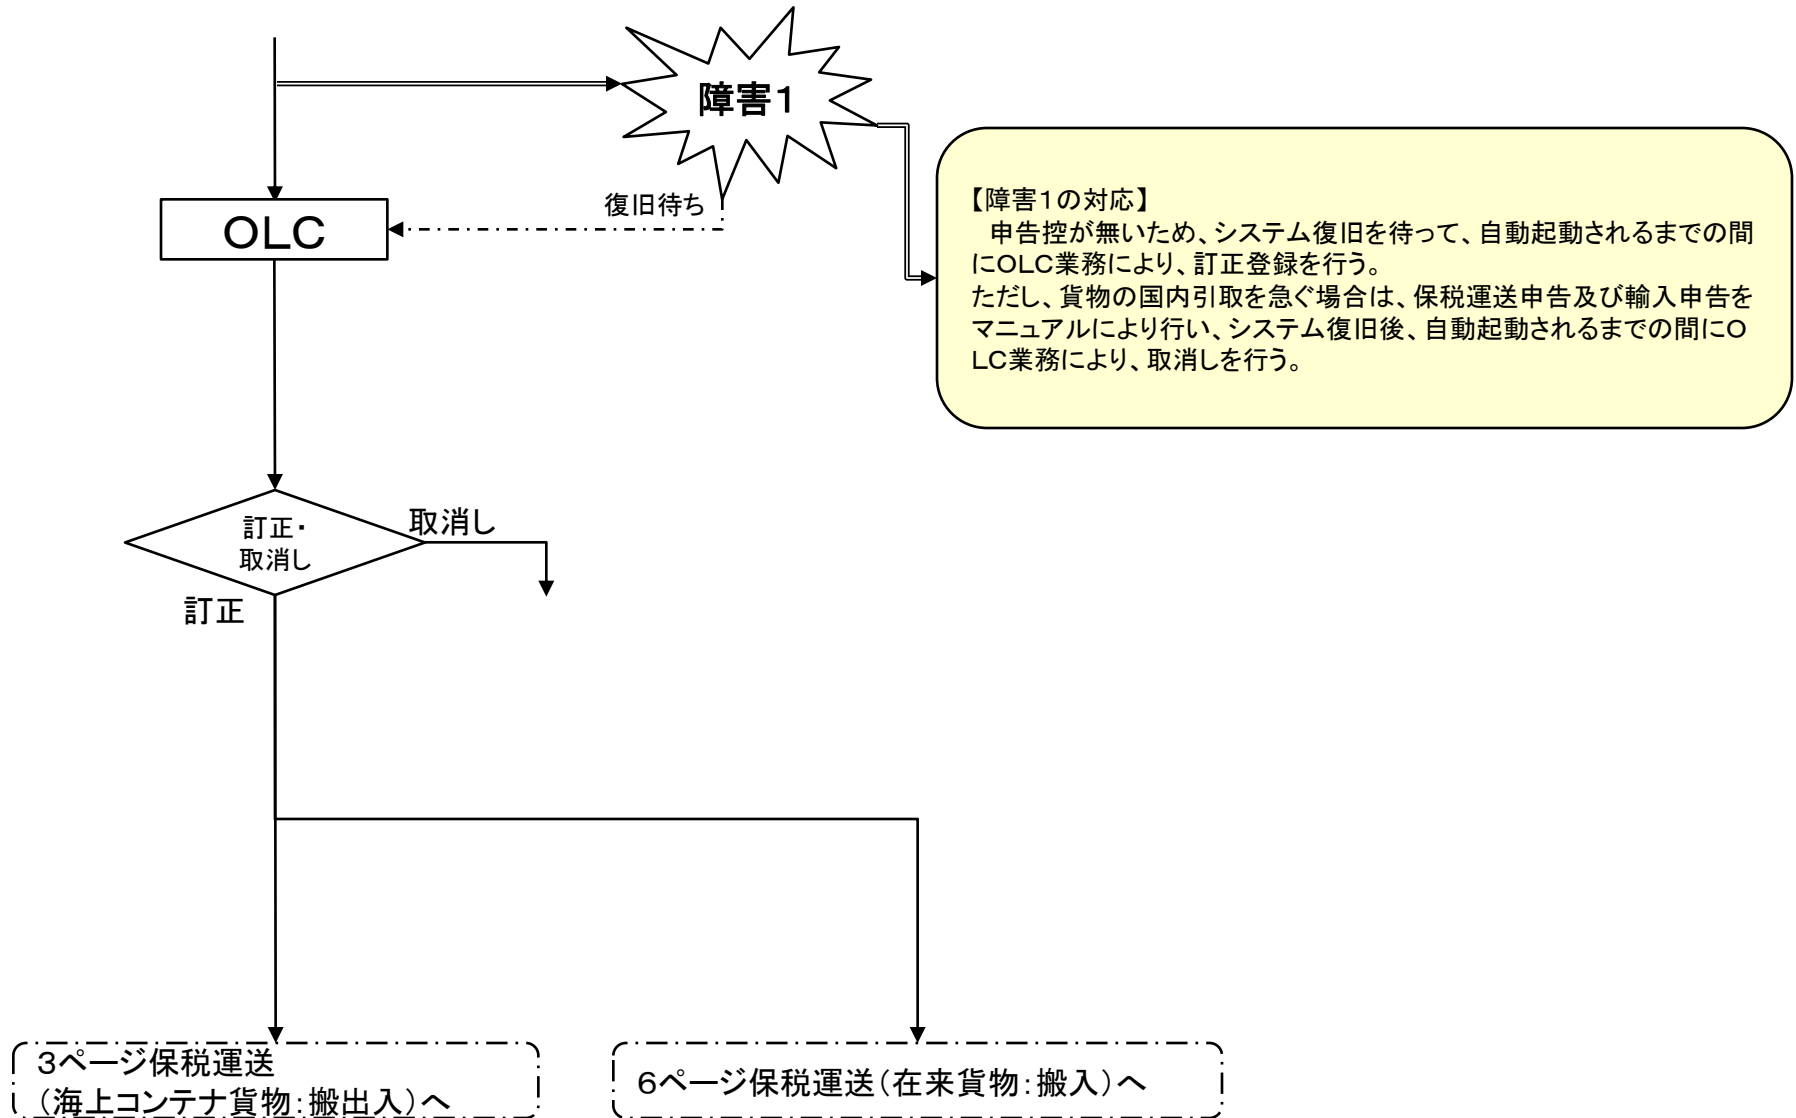 障害１
復旧待ち
ＯＬＣ
【障害１の対応】
　申告控が無いため、システム復旧を待って、自動起動されるまでの間
にＯＬＣ業務により、訂正登録を行う。
ただし、貨物の国内引取を急ぐ場合は、保税運送申告及び輸入申告を
マニュアルにより行い、システム復旧後、自動起動されるまでの間にＯ
ＬＣ業務により、取消しを行う。
訂正・
取消し
取消し
訂正
３ページ保税運送
（海上コンテナ貨物：搬出入）へ
６ページ保税運送（在来貨物：搬入）へ